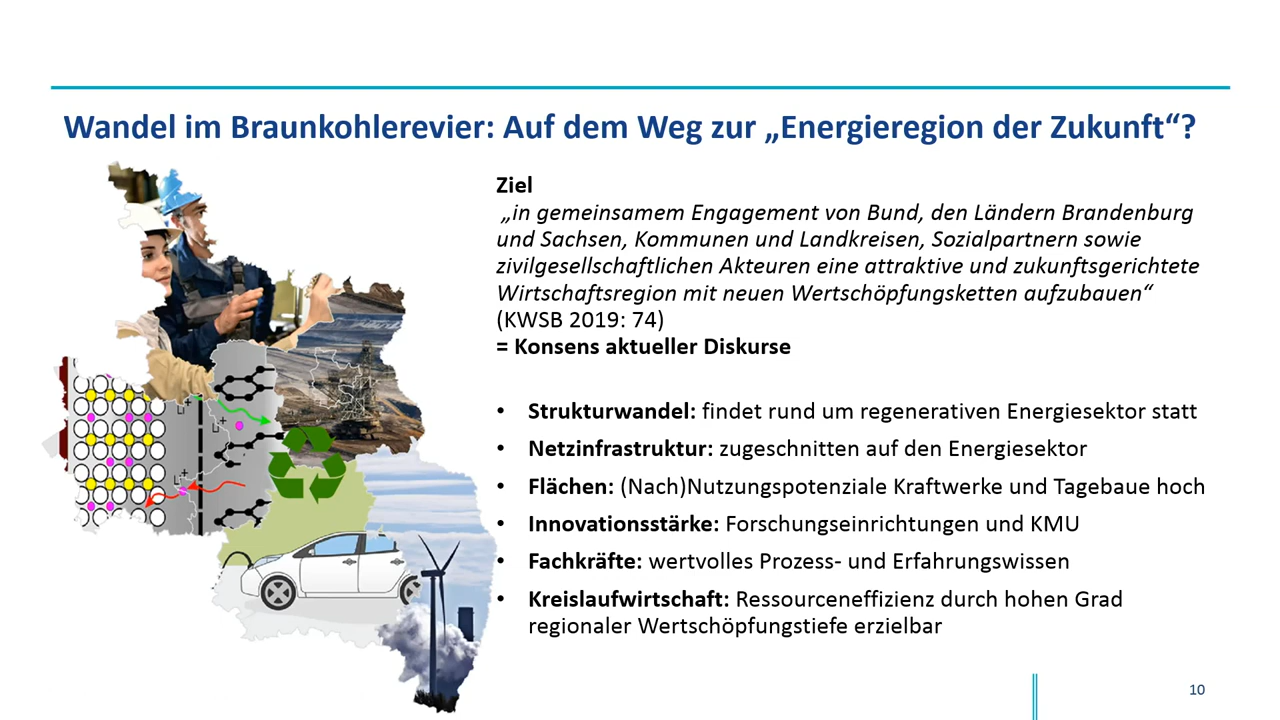 Wandel im Braunkohlerevier: Auf dem Weg zur „Energieregion der Zukunft“?
Ziel
„in gemeinsamem Engagement von Bund, den Ländern Brandenburg
und Sachsen, Kommunen und Landkreisen, Sozialpartnern sowie
zivilgesellschaftlichen Akteuren eine attraktive und zukunftsgerichtete
Wirtschaftsregion mit neuen Wertschöpfungsketten aufzubauen“
(KWSB 2019: 74)
= Konsens aktueller Diskurse
• Strukturwandel: findet rund um regenerativen Energiesektor statt
• Netzinfrastruktur: zugeschnitten auf den Energiesektor
• Flächen: (Nach)Nutzungspotenziale Kraftwerke und Tagebaue hoch
• Innovationsstärke: Forschungseinrichtungen und KMU
• Fachkräfte: wertvolles Prozess- und Erfahrungswissen
• Kreislaufwirtschaft: Ressourceneffizienz durch hohen Grad
regionaler Wertschöpfungstiefe erzielbar
Li+
Li+
Li+
10